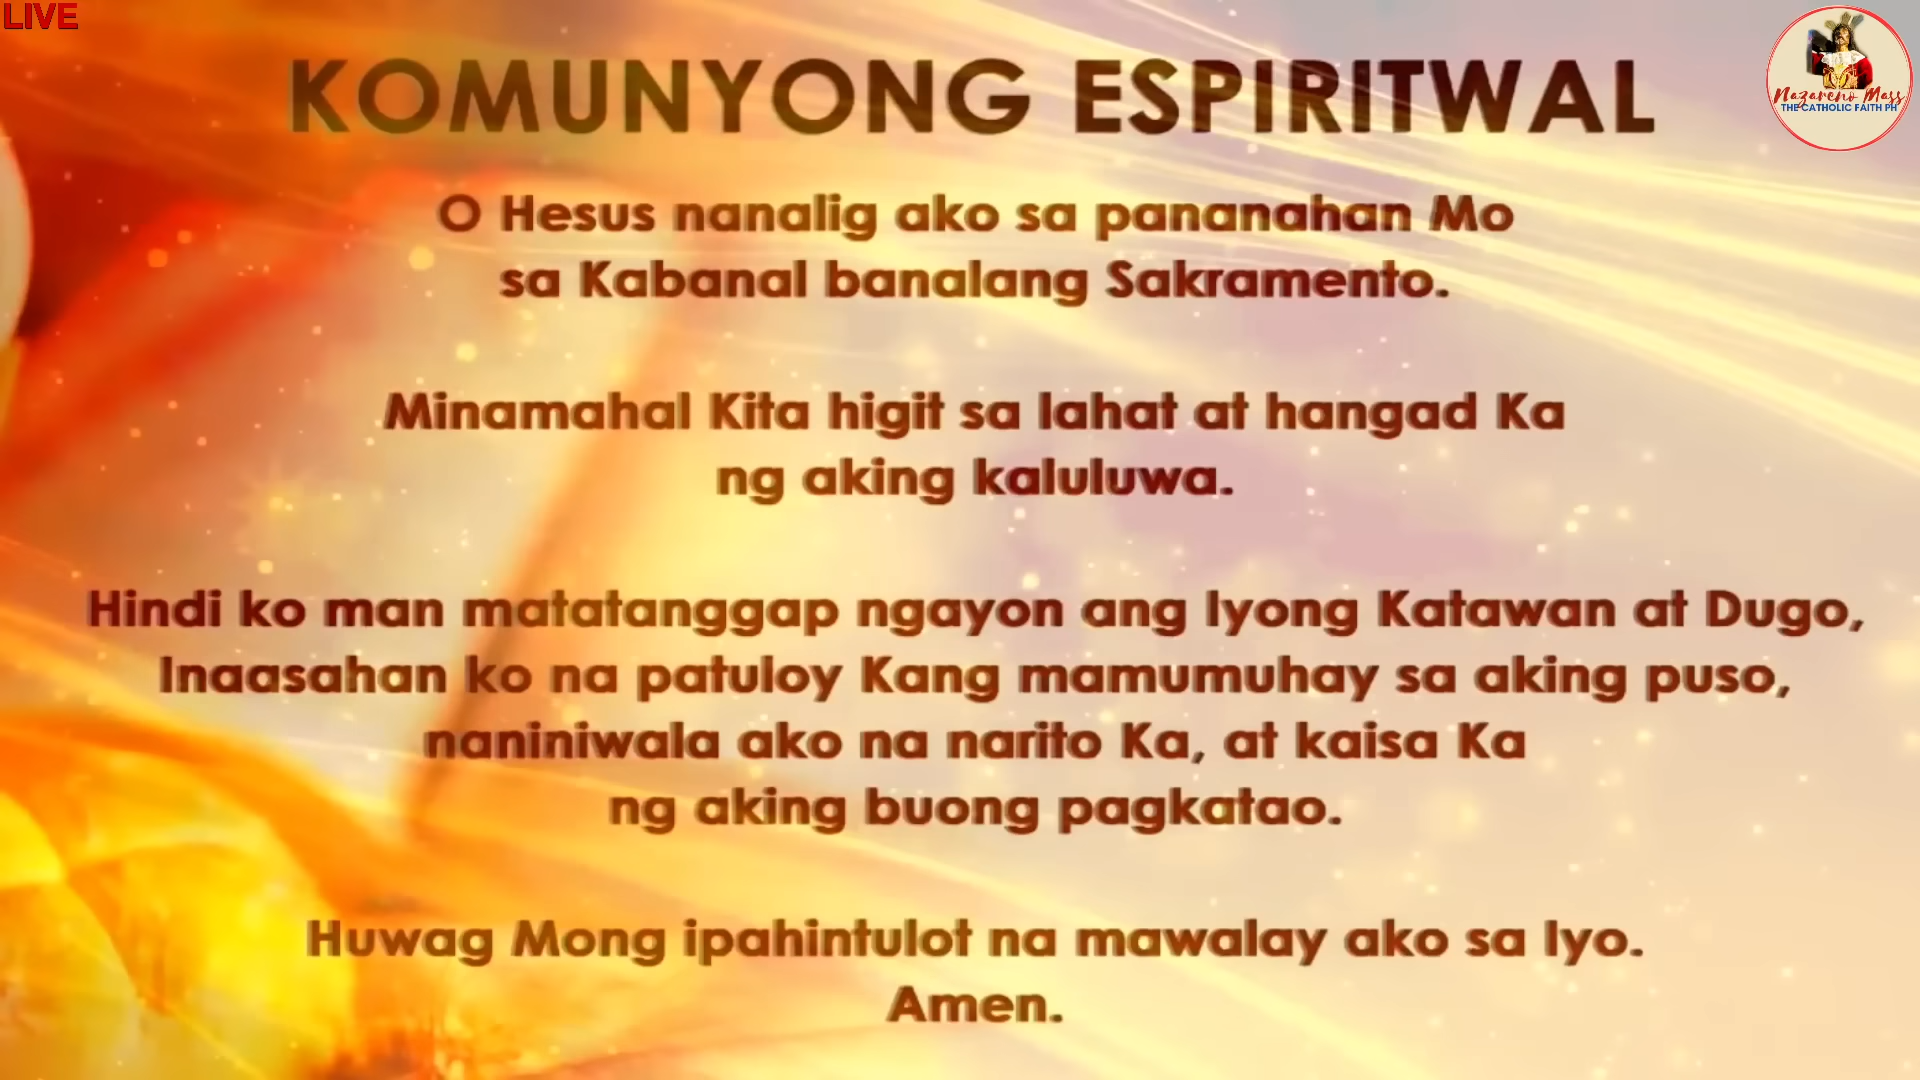 LIVE
KOMUNYONG ESPIRITWAL
Nazareno Mass
THE CATHOLIC FAITH PH
O Hesus nanalig ako sa pananahan Mo
sa Kabanal banalang Sakramento.
Minamahal Kita higit sa lahat at hangad Ka
ng aking kaluluwa.
Hindi ko man matatanggap ngayon ang Iyong Katawan at Dugo,
Inaasahan ko na patuloy Kang mamumuhay sa aking puso,
naniniwala ako na narito Ka, at kaisa Ka
ng aking buong pagkatao.
Huwag Mong ipahintulot na mawalay ako sa Iyo.
Amen.